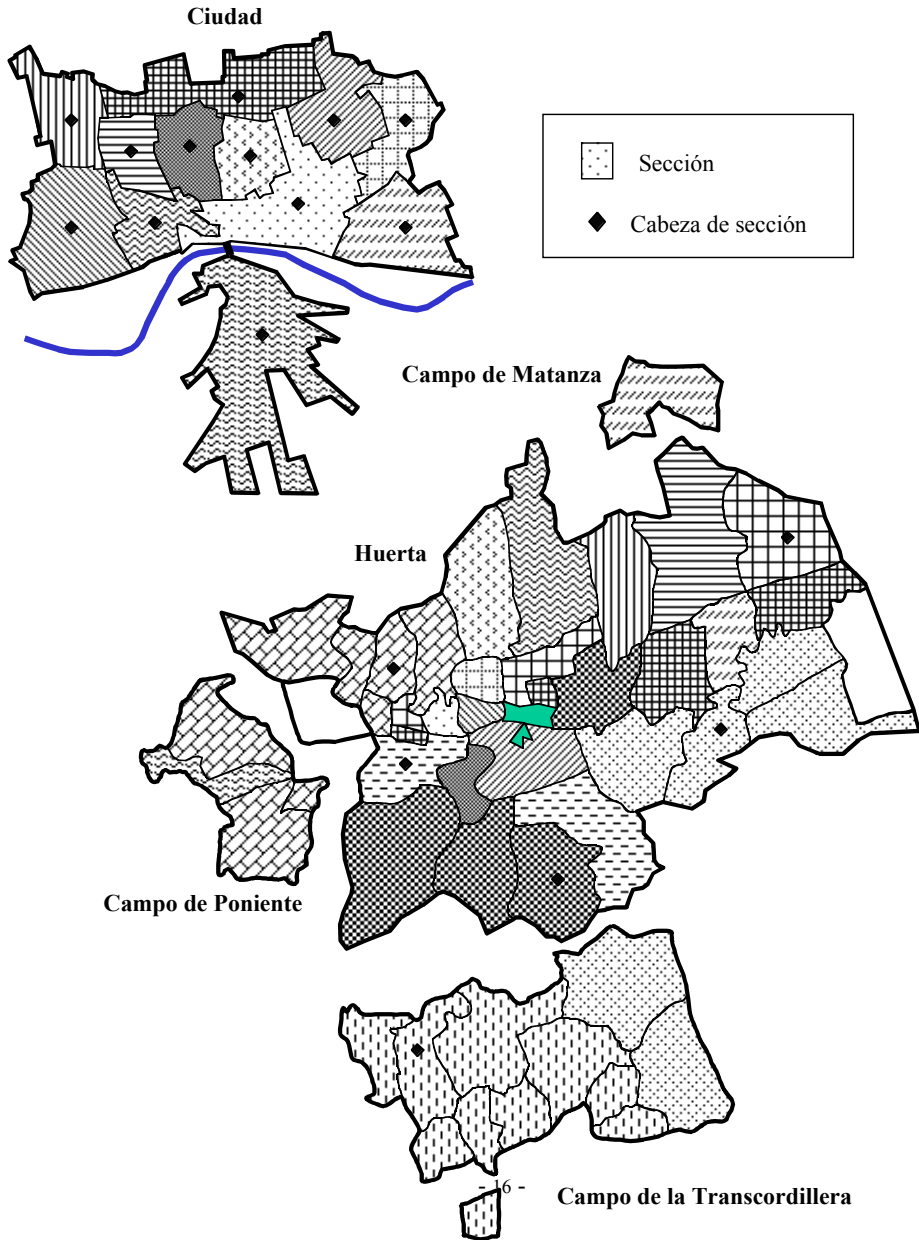 Ciudad
Sección
Cabeza de sección
Campo de Matanza
Huerta
Campo de Poniente
- 16 -
Campo de la Transcordillera